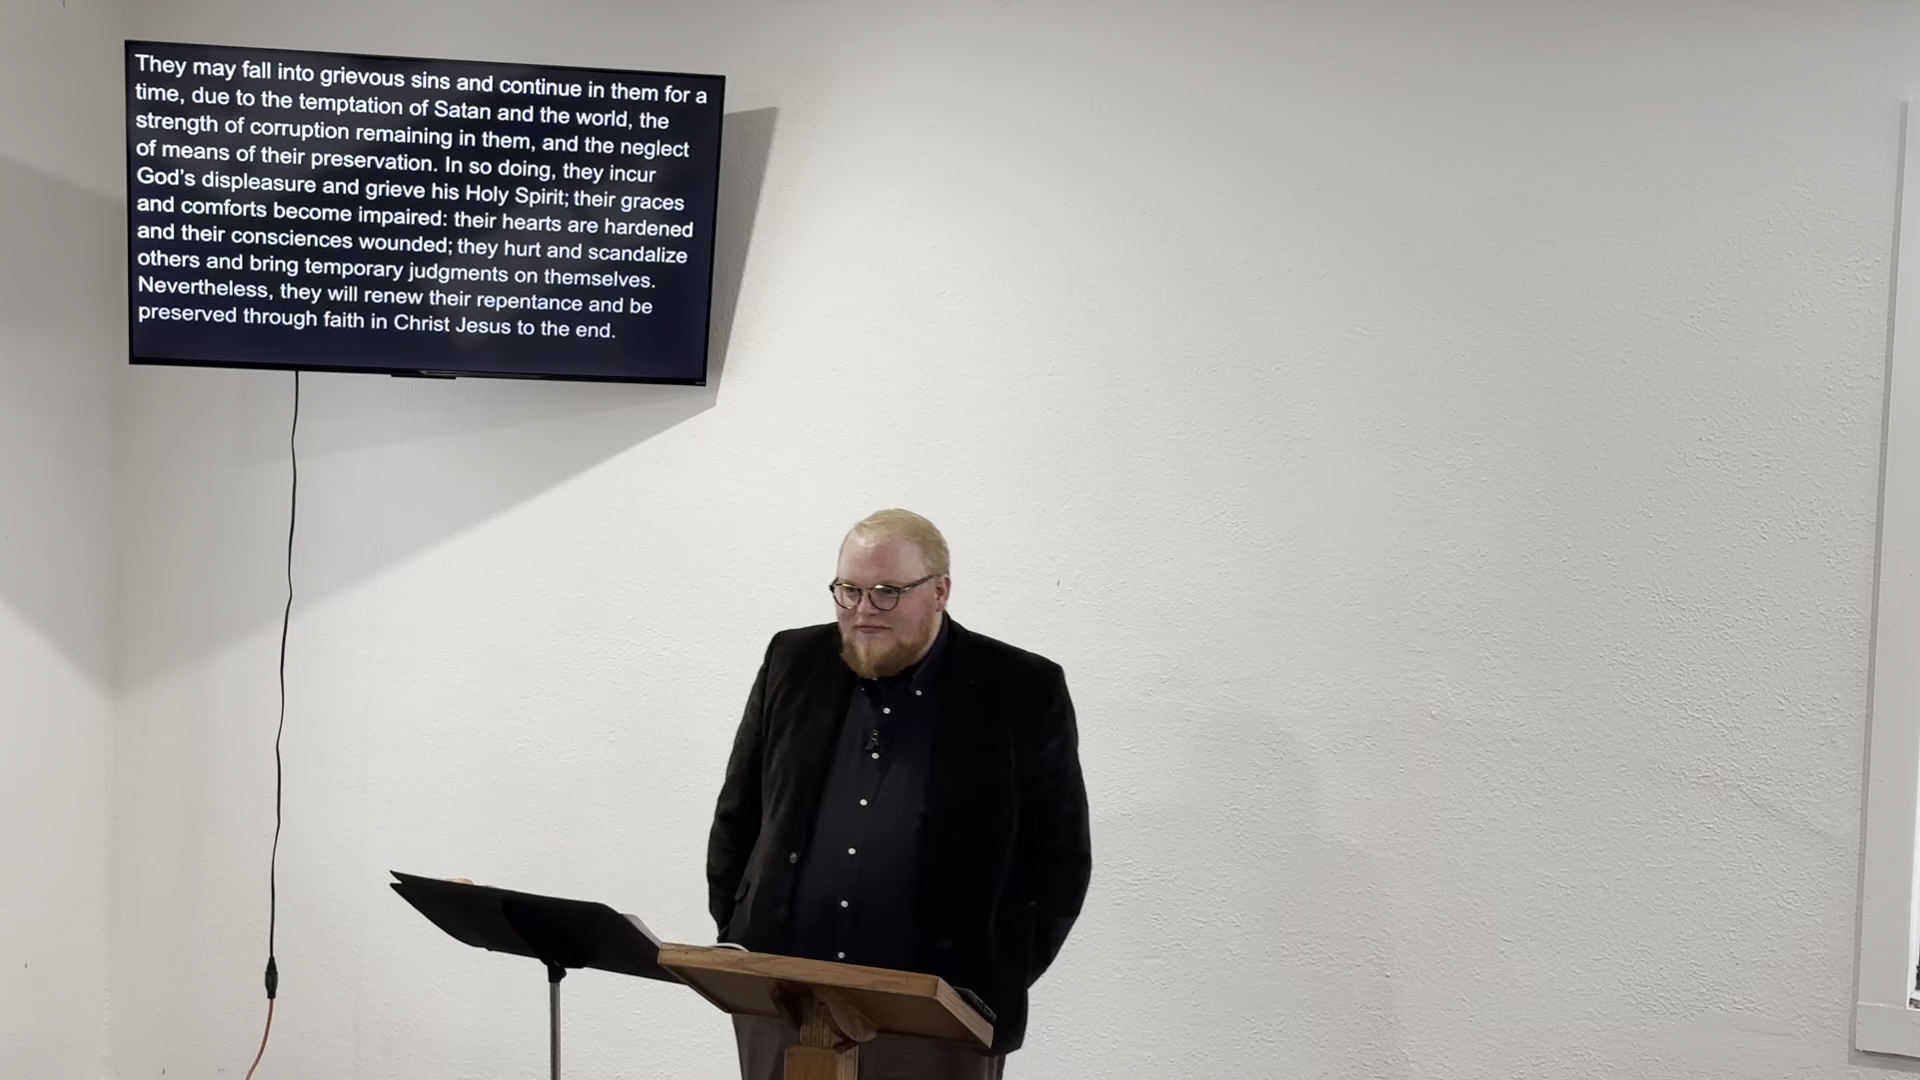 They may fall into grievous sins and continue in them for a
time, due to the temptation of Satan and the world, the
strength of corruption remaining in them, and the neglect
of means of their preservation. In so doing, they incur
God's displeasure and grieve his Holy Spirit; their graces
and comforts become impaired: their hearts are hardened
and their consciences wounded; they hurt and scandalize
others and bring temporary judgments on themselves.
Nevertheless, they will renew their repentance and be
preserved through faith in Christ Jesus to the end.